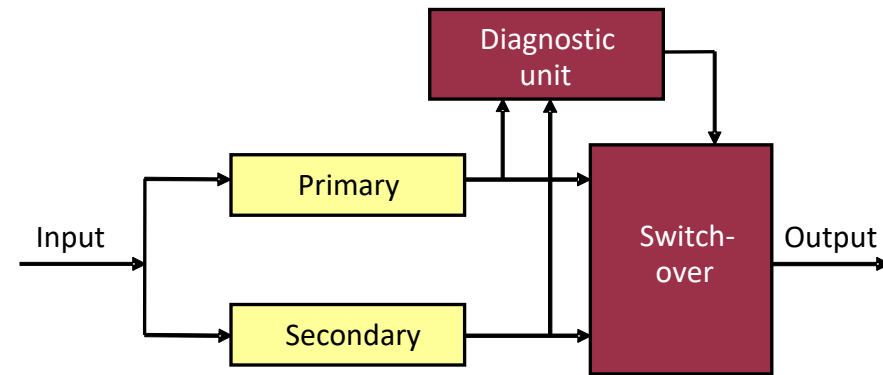 Diagnostic
unit
Primary
Input
Switch-
over
Output
Secondary